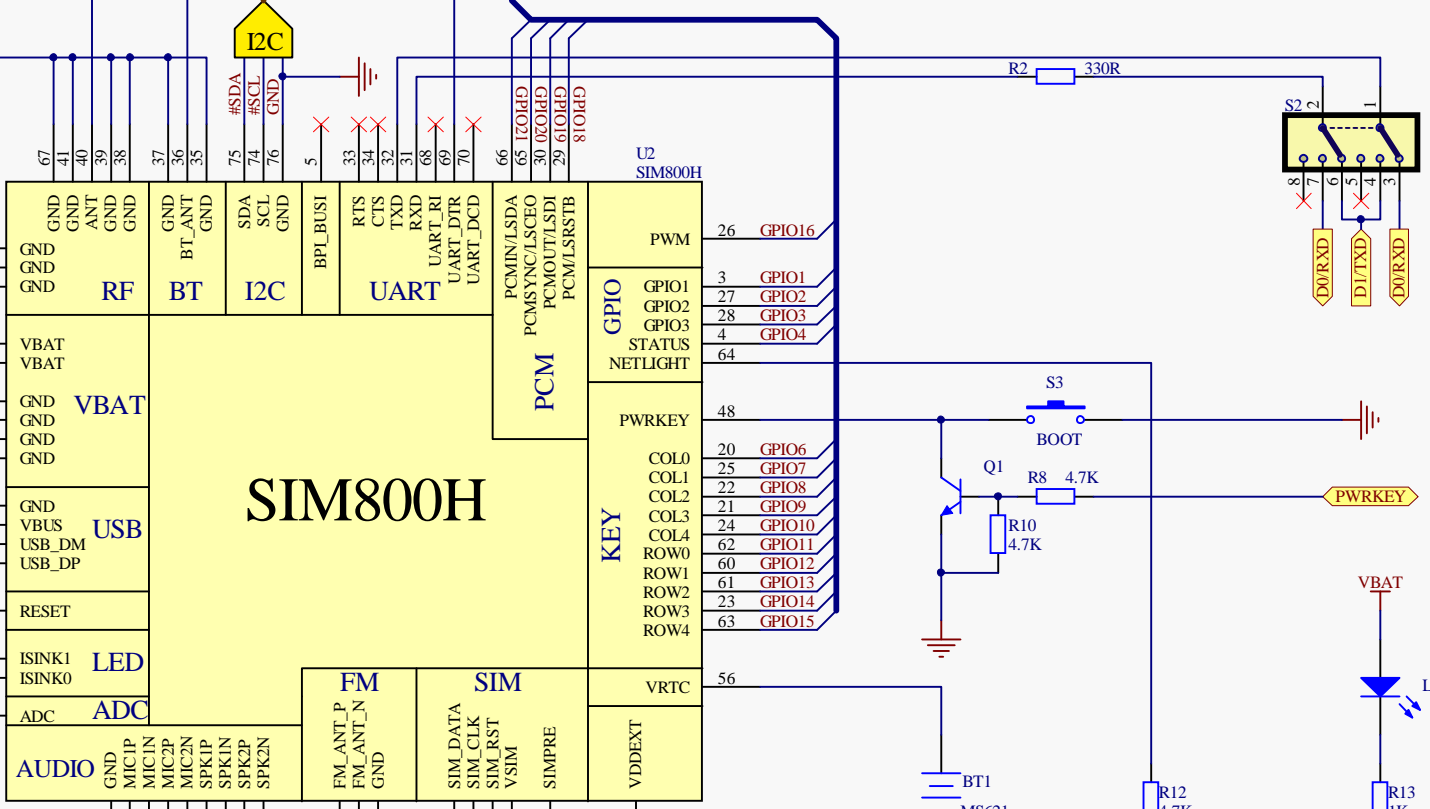 I2C
#SDA
#SCL
GND
GPIO21
GPIO20
GPIO19
GPIO18
R2
330R
S2
2
1
8
7
6
5
4
3
D0/RXD
D1/TXD
D0/RXD
67
41
40
39
38
37
36
35
75
74
76
5
33
34
32
31
68
69
70
66
65
30
29
U2
SIM800H
GND
GND
ANT
GND
GND
GND
BT_ANT
GND
SDA
SCL
GND
BPI_BUSI
RTS
CTS
TXD
RXD
UART_RI
UART_DTR
UART_DCD
PCMIN/LSDA
PCMSYNC/LSCEO
PCMOUT/LSDI
PCM/LSRSTB
GND
GND
GND
RF
BT
I2C
UART
PCM
PWM
26
GPIO16
GPIO
GPIO1
3
GPIO1
GPIO2
27
GPIO2
GPIO3
28
GPIO3
STATUS
4
GPIO4
NETLIGHT
64
VBAT
VBAT
VBAT
GND
GND
GND
GND
PWRKEY
48
S3
BOOT
KEY
COL0
20
GPIO6
COL1
25
GPIO7
COL2
22
GPIO8
COL3
21
GPIO9
COL4
24
GPIO10
ROW0
62
GPIO11
ROW1
60
GPIO12
ROW2
61
GPIO13
ROW3
23
GPIO14
ROW4
63
GPIO15
Q1
R8
4.7K
PWRKEY
R10
4.7K
SIM800H
GND
VBUS
USB_DM
USB_DP
USB
RESET
ISINK1
ISINK0
LED
ADC
ADC
AUDIO
GND
MIC1P
MIC1N
MIC2P
MIC2N
SPK1P
SPK1N
SPK2P
SPK2N
FM
FM_ANT_P
FM_ANT_N
GND
SIM
SIM_DATA
SIM_CLK
SIM_RST
VSIM
SIMPRE
VRTC
56
VDDEXT
BT1
R12
4.7K
VBAT
R13
1K